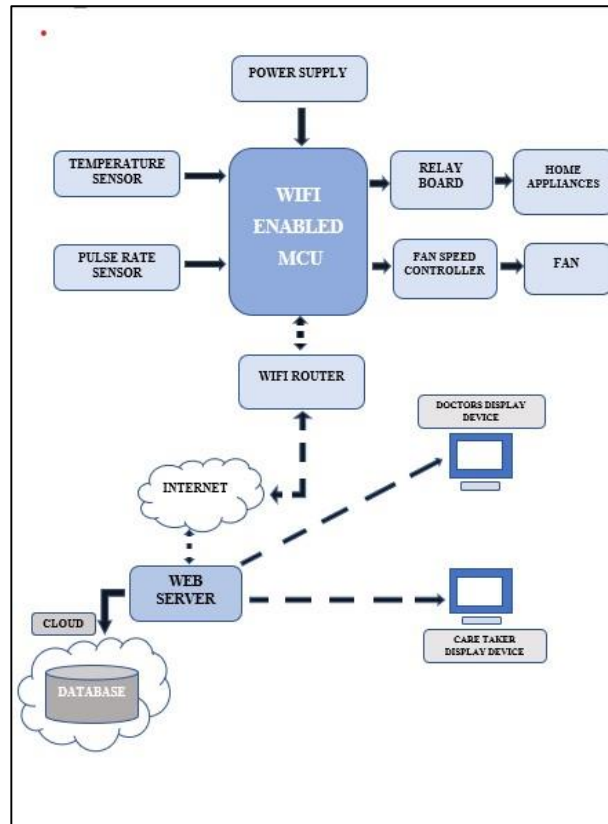 POWER SUPPLY
TEMPERATURE
SENSOR
WIFI
ENABLED
MCU
RELAY
BOARD
HOME
APPLIANCES
PULSE RATE
SENSOR
FAN SPEED
CONTROLLER
FAN
WIFI ROUTER
DOCTORS DISPLAY
DEVICE
INTERNET
WEB
SERVER
CLOUD
DATABASE
CARE TAKER
DISPLAY DEVICE